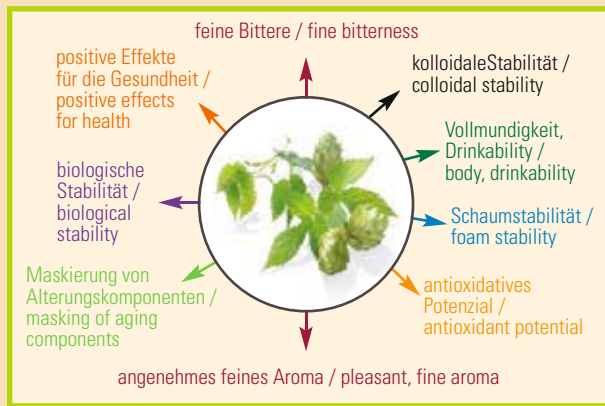 feine Bittere / fine bitterness
positive Effekte
für die Gesundheit /
positive effects
for health
kolloidaleStabilität /
colloidal stability
Vollmundigkeit,
Drinkability /
body, drinkability
biologische
Stabilität /
biological
stability
Schaumstabilität /
foam stability
Maskierung von
Alterungskomponenten /
masking of aging
components
antioxidatives
Potenzial /
antioxidant potential
angenehmes feines Aroma / pleasant, fine aroma